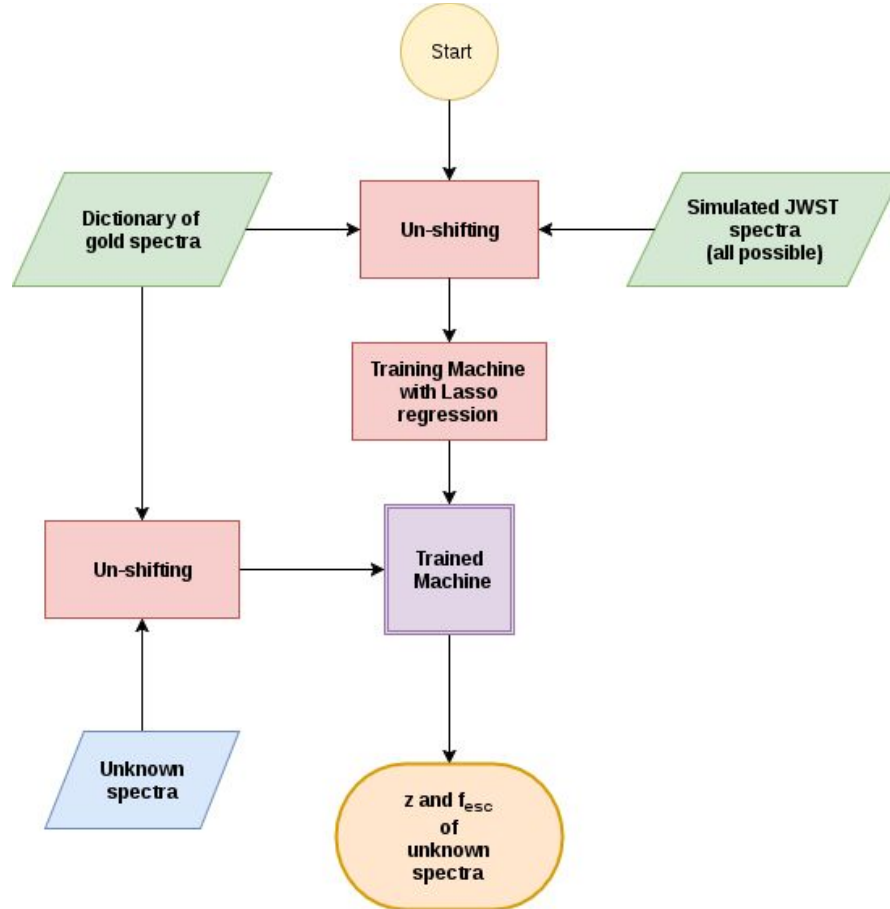 Start
Dictionary of
gold spectra
Un-shifting
Simulated JWST
spectra
(all possible)
Training Machine
with Lasso
regression
Un-shifting
Trained
Machine
Unknown
spectra
z and fesc
of
unknown
spectra